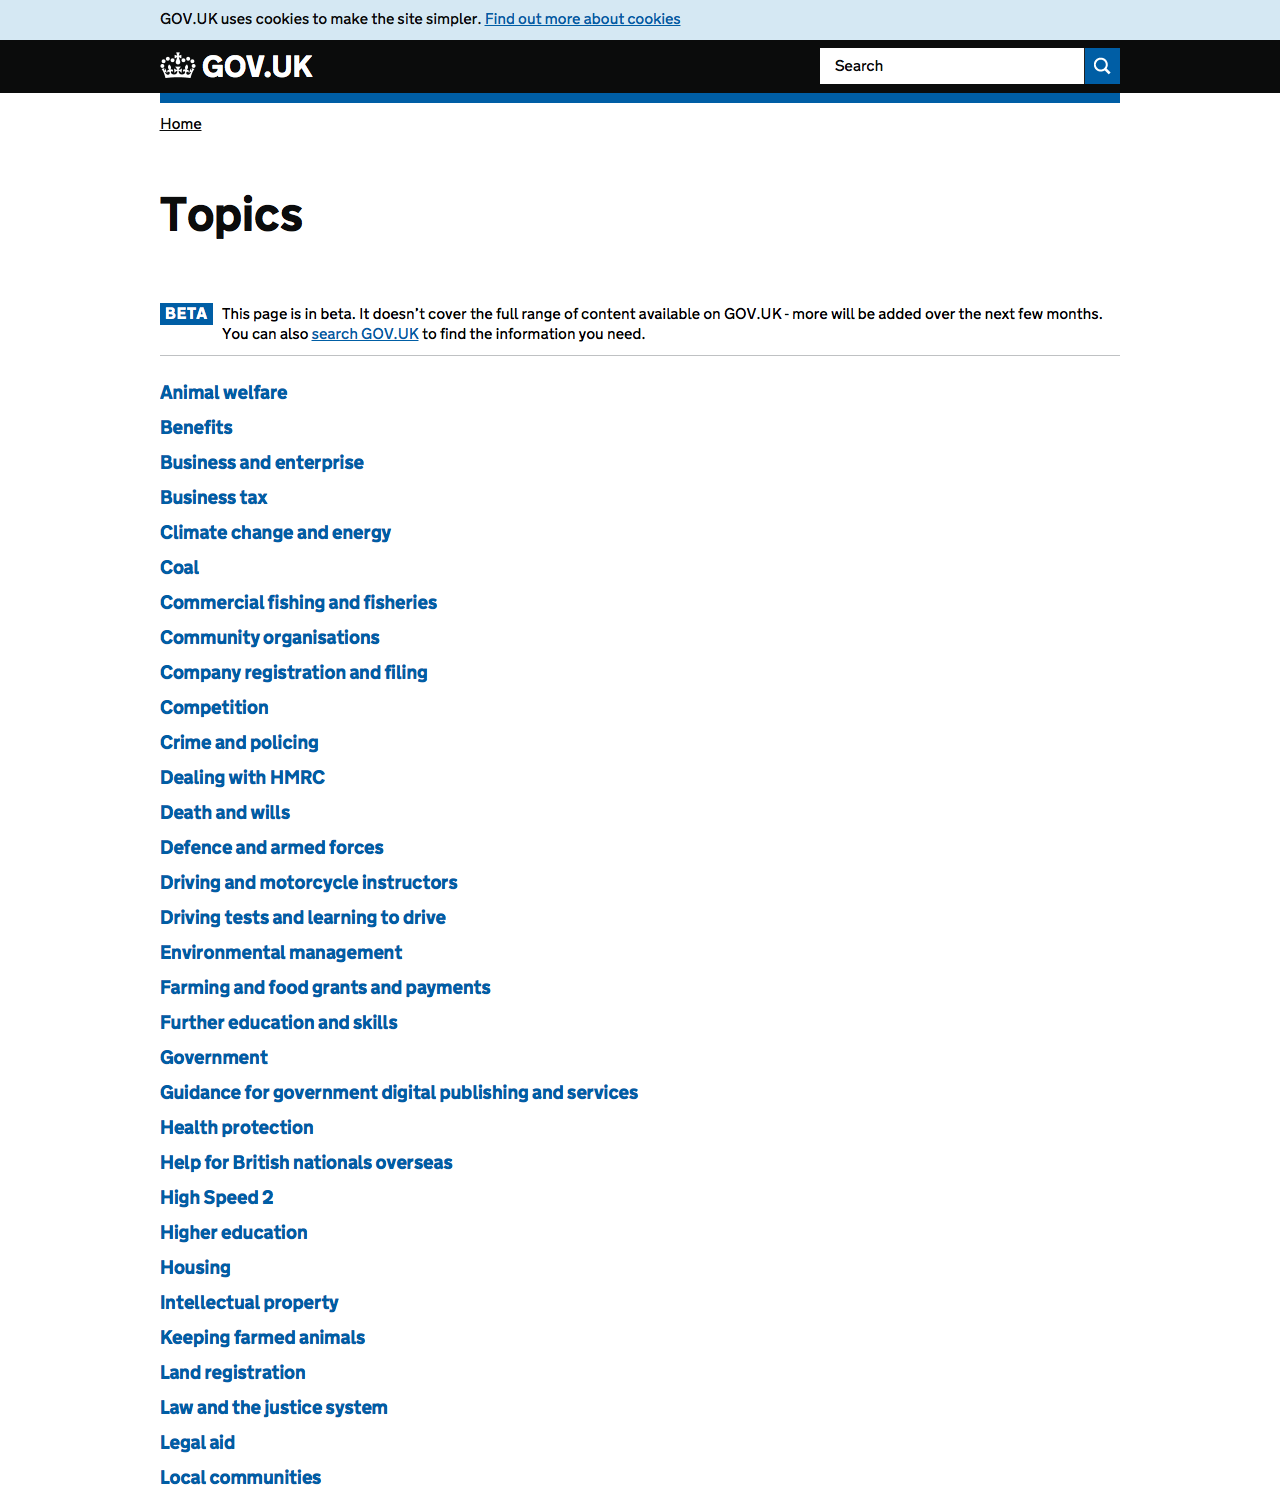 GOV.UK uses cookies to make the site simpler. Find out more about cookies
GOV.UK
Search
Home
Topics
BETA This page is in beta. It doesn't cover the full range of content available on GOV.UK - more will be added over the next few months.
You can also search GOV.UK to find the information you need.
Animal welfare
Benefits
Business and enterprise
Business tax
Climate change and energy
Coal
Commercial fishing and fisheries
Community organisations
Company registration and filing
Competition
Crime and policing
Dealing with HMRC
Death and wills
Defence and armed forces
Driving and motorcycle instructors
Driving tests and learning to drive
Environmental management
Farming and food grants and payments
Further education and skills
Government
Guidance for government digital publishing and services
Health protection
Help for British nationals overseas
High Speed 2
Higher education
Housing
Intellectual property
Keeping farmed animals
Land registration
Law and the justice system
Legal aid
Local communities